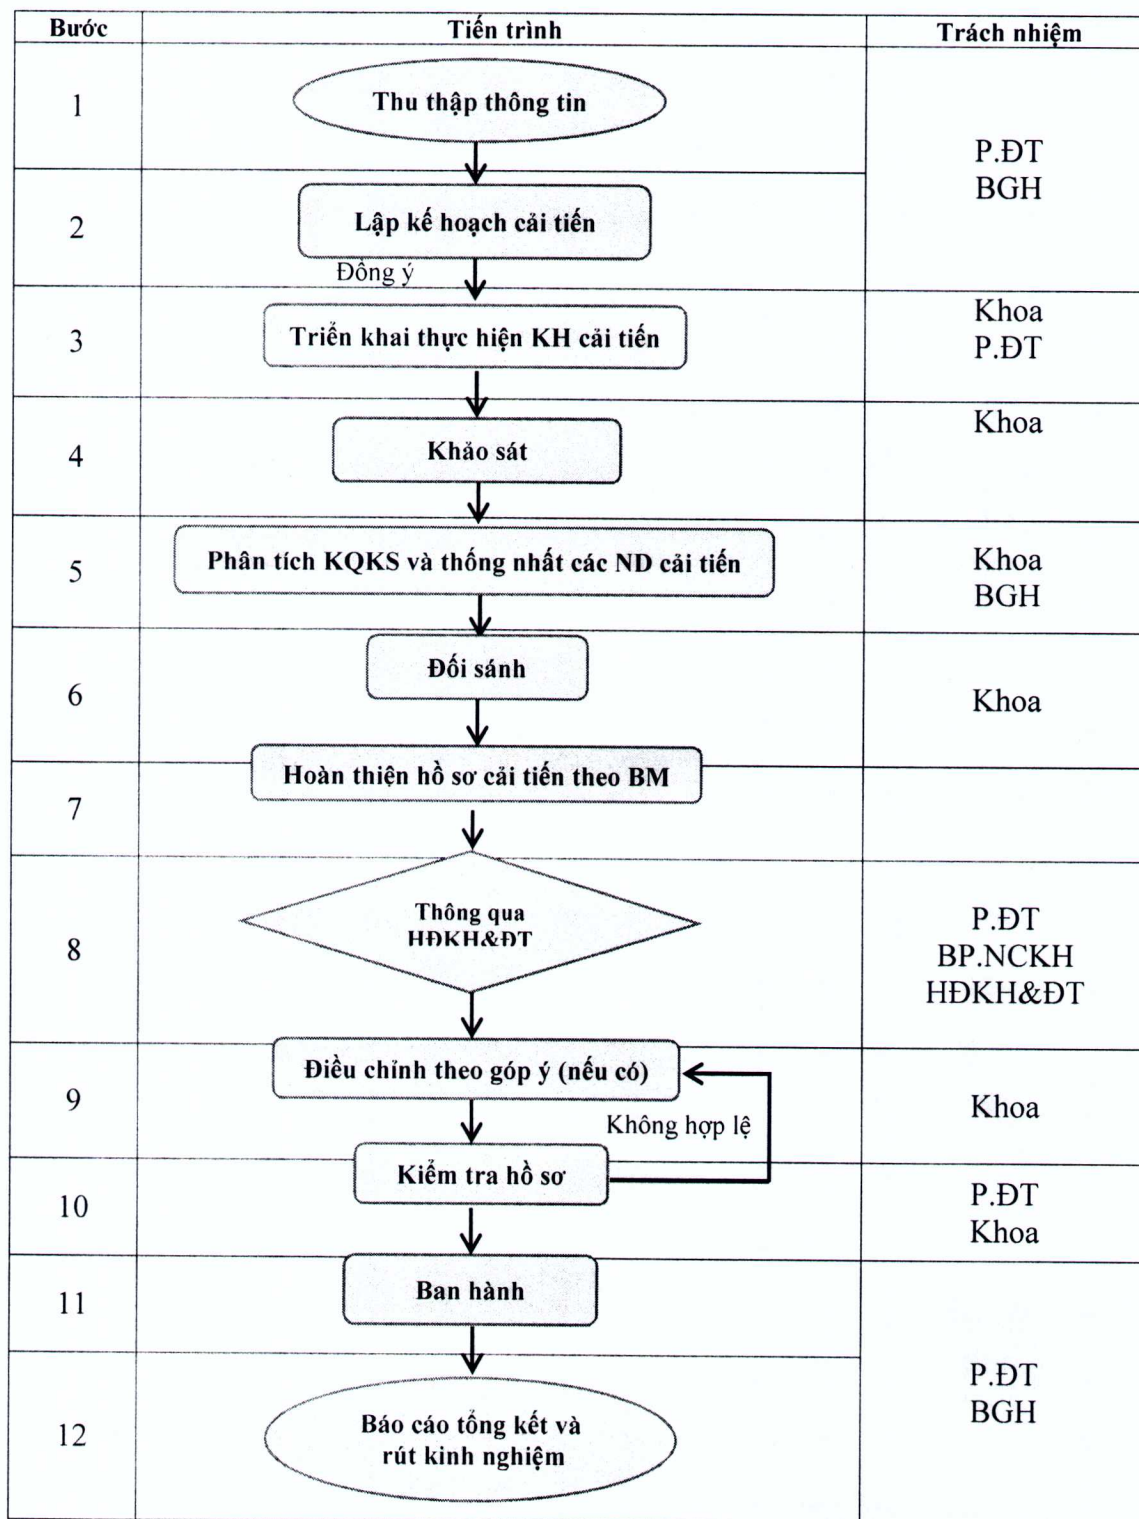 Bước Tiến trình Trách nhiệm
1
Thu thập thông tin
P.ĐT
BGH
2
Lập kế hoạch cải tiến
Đồng ý
3
Triển khai thực hiện KH cải tiến
Khoa
P.ĐT
4
Khảo sát
Khoa
5
Phân tích KQKS và thống nhất các ND cải tiến
Khoa
BGH
6
Đối sánh
Khoa
7
Hoàn thiện hồ sơ cải tiến theo BM
8
Thông qua
HĐKH&ĐT
P.ĐT
BP.NCKH
HĐKH&ĐT
9
Điều chỉnh theo góp ý (nếu có)
Không hợp lệ
Khoa
10
Kiểm tra hồ sơ
P.ĐT
Khoa
11
Ban hành
12
Báo cáo tổng kết và
rút kinh nghiệm
P.ĐT
BGH